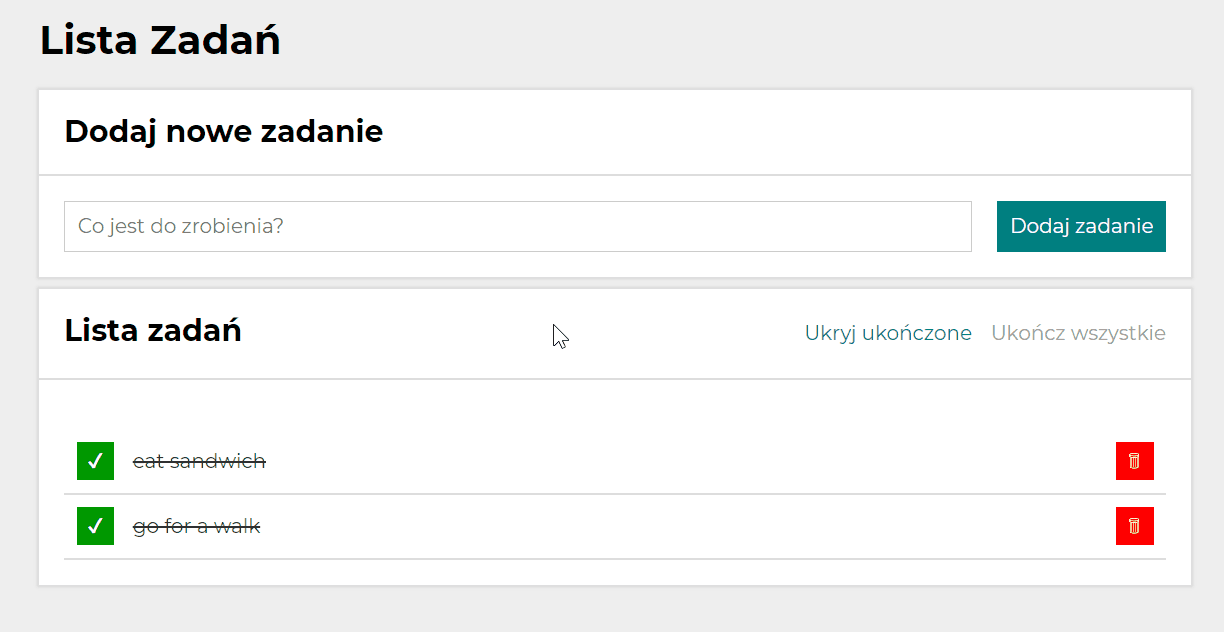 Lista Zadań
Dodaj nowe zadanie
Co jest do zrobienia?
Dodaj zadanie
Lista zadań
Ukryj ukończone
Ukończ wszystkie
eat sandwich
go for a walk